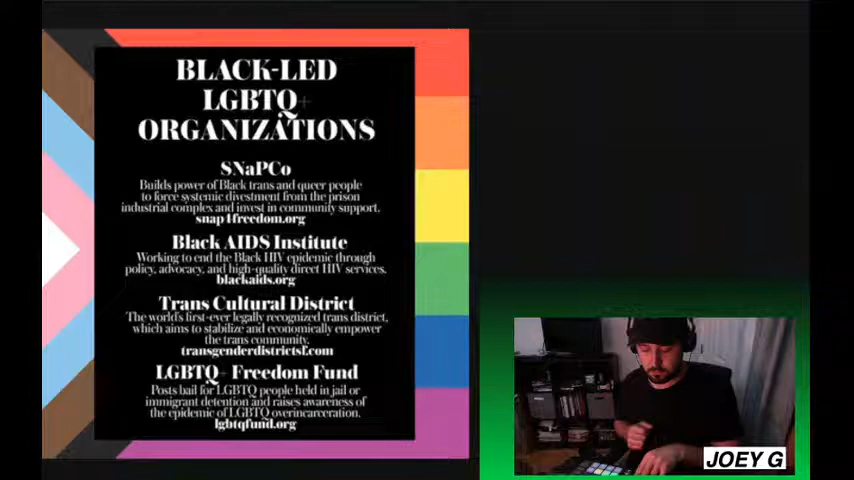 BLACK-LED
LGBTQ+
ORGANIZATIONS
SNaPCo
Builds power of Black trans and queer people
to force systemic divestment from the prison
industrial complex and invest in community support.
snap4freedom.org
Black AIDS Institute
Working to end the Black HIV epidemic through
policy, advocacy, and high-quality direct HIV services.
blackaids.org
Trans Cultural District
The world's first-ever legally recognized trans district,
which aims to stabilize and economically empower
the trans community.
transgenderdistrictsf.com
LGBTQ+ Freedom Fund
Posts bail for LGBTQ people held in jail or
immigrant detention and raises awareness of
the epidemic of LGBTQ overincarceration.
lgbtqfund.org
JOEY G